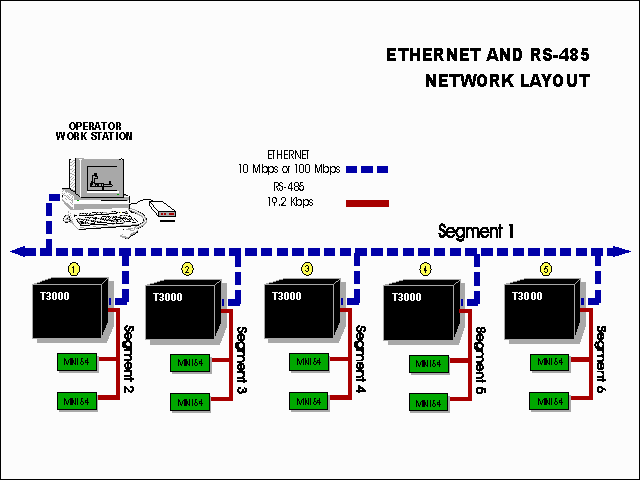 ETHERNET AND RS-485
NETWORK LAYOUT
OPERATOR
WORK STATION
ETHERNET
10 Mbps or 100 Mbps
RS-485
19.2 Kbps
Segment 1
1
2
3
4
5
T3000
T3000
T3000
T3000
T3000
Segment 2
Segment 3
Segment 4
Segment 5
Segment 6
MINI 64
MINI 64
MINI 64
MINI 64
MINI 64
MINI 64
MINI 64
MINI 64
MINI 64
MINI 64